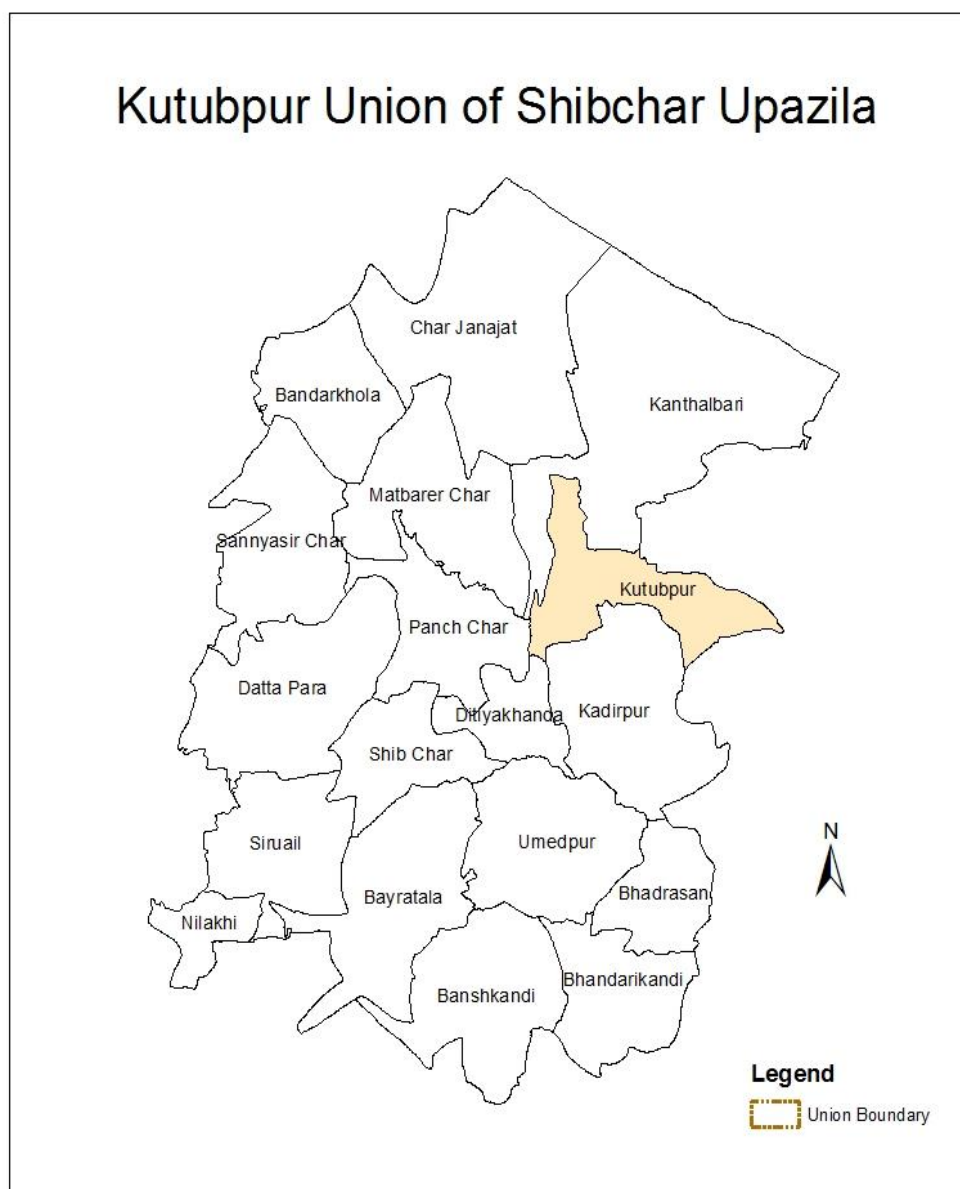 Kutubpur Union of Shibchar Upazila
Char Janajat
Bandarkhola
Kanthalbari
Matbarer Char
Sannyasir Char
Kutubpur
Panch Char
Datta Para
Ditiyakhanda
Kadirpur
Shib Char
Siruail
Umedpur
N
Bayratala
Bhadrasan
Nilakhi
Bhandarikandi
Banshkandi
Legend
Union Boundary